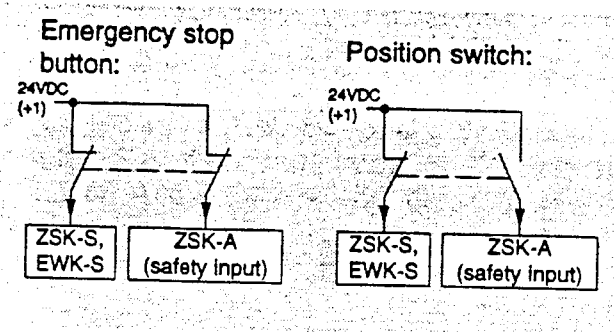 Emergency stop
button:
24VDC
(+1)
ZSK-S,
EWK-S
ZSK-A
(safety input)
Position switch:
24VDC
(+1)
ZSK-S,
EWK-S
ZSK-A
(safety input)